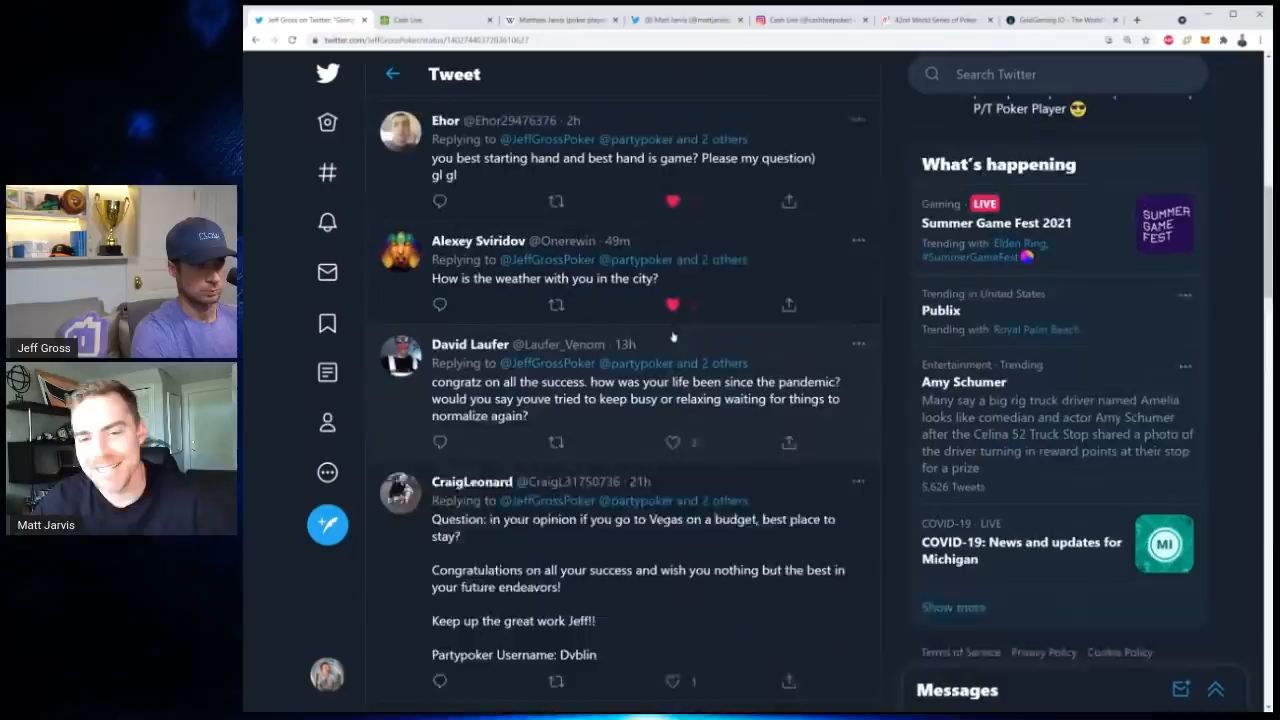 Jeff Gross on Twitter: "Georg
Cash Live
Matthew Jarvis (poker player
(3) Matt Jarvis (@mattjarvis
Cash Live (@cashlivepoker)
42nd World Series of Poker
GridGaming.IO - The World
twitter.com/JeffGrossPoker/status/1402744037283610627
Tweet
Search Twitter
P/T Poker Player 😎
Ehor @Ehor29476376 · 2h
Replying to @JeffGrossPoker @partypoker and 2 others
you best starting hand and best hand is game? Please my question)
gl gl
Alexey Sviridov @Onerewin · 49m
Replying to @JeffGrossPoker @partypoker and 2 others
How is the weather with you in the city?
David Laufer @Laufer_Venom · 13h
Replying to @JeffGrossPoker @partypoker and 2 others
congratz on all the success. how was your life been since the pandemic?
would you say youve tried to keep busy or relaxing waiting for things to
normalize again?
2
CraigLeonard @CraigL31750736 · 21h
Replying to @JeffGrossPoker @partypoker and 2 others
Question: in your opinion if you go to Vegas on a budget, best place to
stay?
Congratulations on all your success and wish you nothing but the best in
your future endeavors!
Keep up the great work Jeff!!
Partypoker Username: Dvblin
1
What's happening
Gaming · LIVE
Summer Game Fest 2021
Trending with Elden Ring,
#SummerGameFest
SUMMER
GAME
FEST
Trending in United States
Publix
Trending with Royal Palm Beach
Entertainment · Trending
Amy Schumer
Many say a big rig truck driver named Amelia
looks like comedian and actor Amy Schumer
after the Celina 52 Truck Stop shared a photo of
the driver turning in reward points at their stop
for a prize
5,626 Tweets
COVID-19 · LIVE
COVID-19: News and updates for
Michigan
MI
Show more
Terms of Service Privacy Policy Cookie Policy
Messages
Jeff Gross
Matt Jarvis